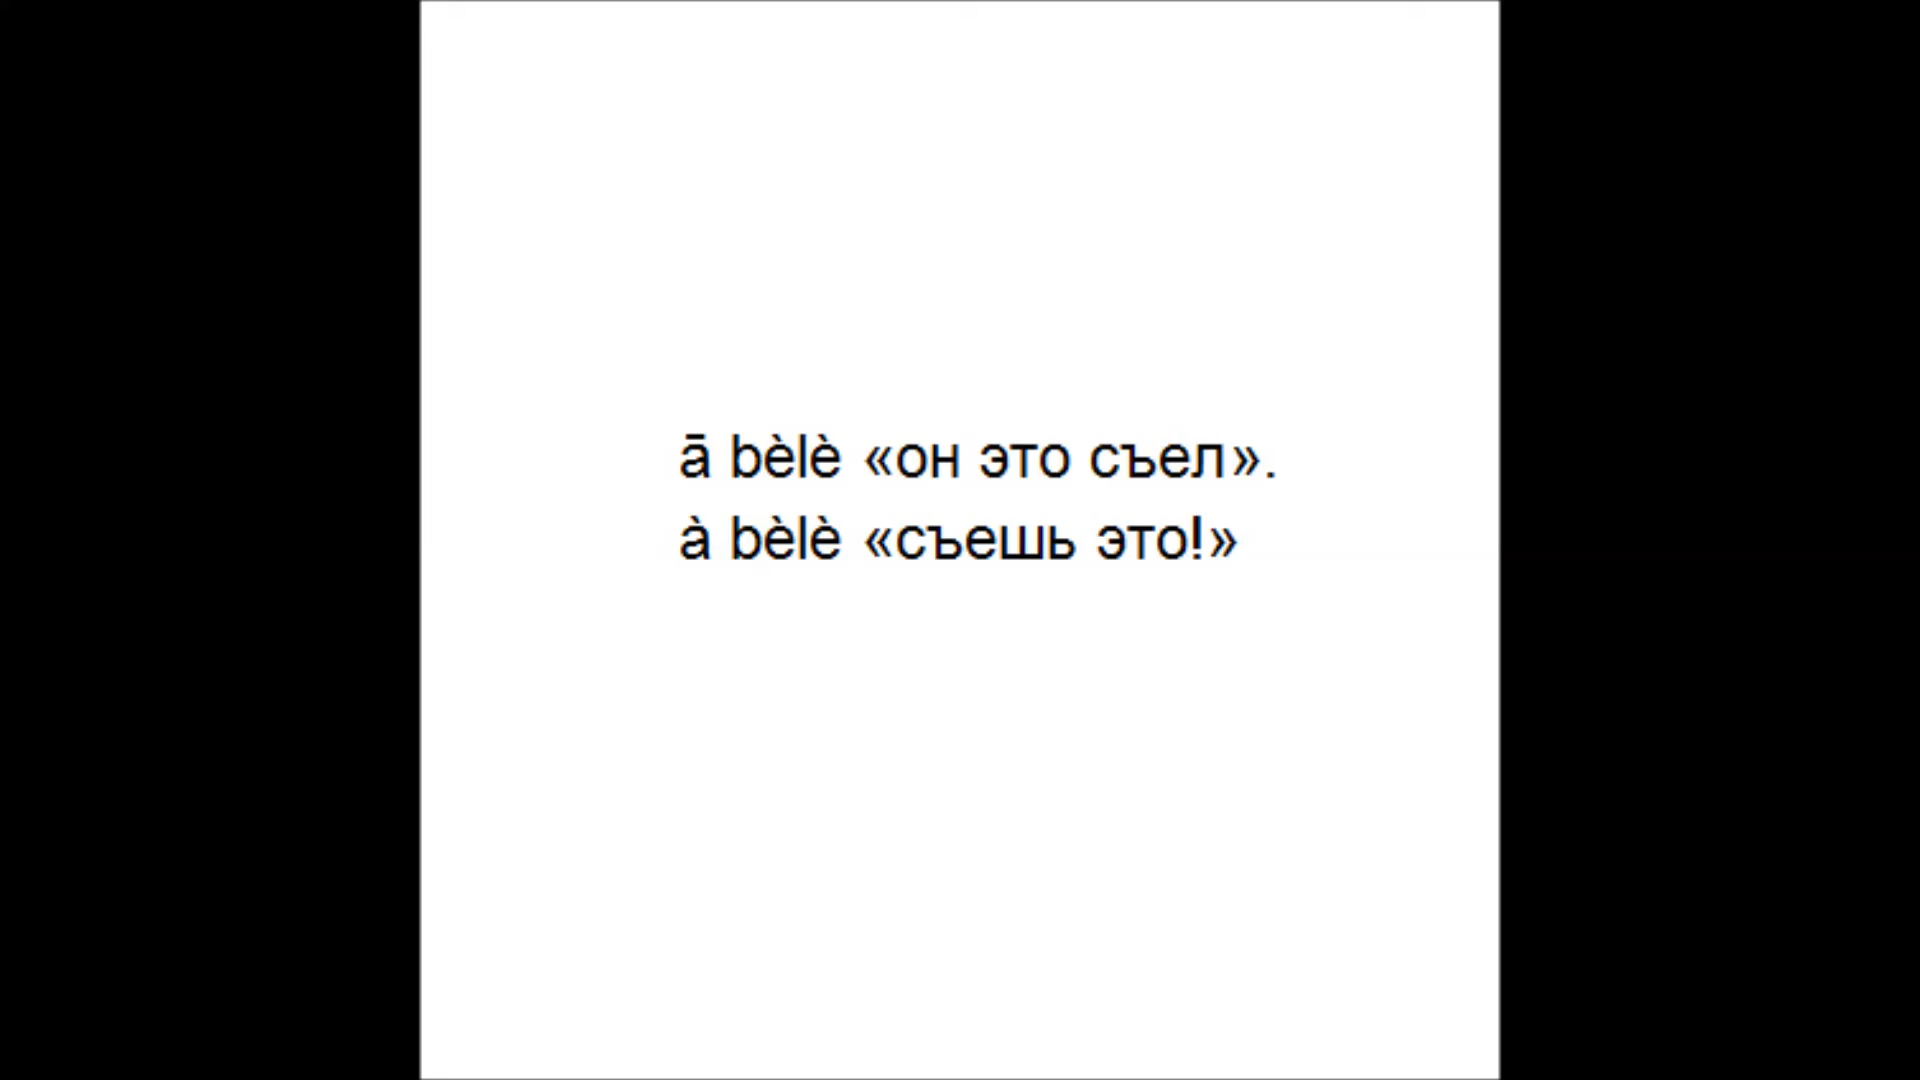 ā bèlè «он это съел».
à bèlè «съешь это!»